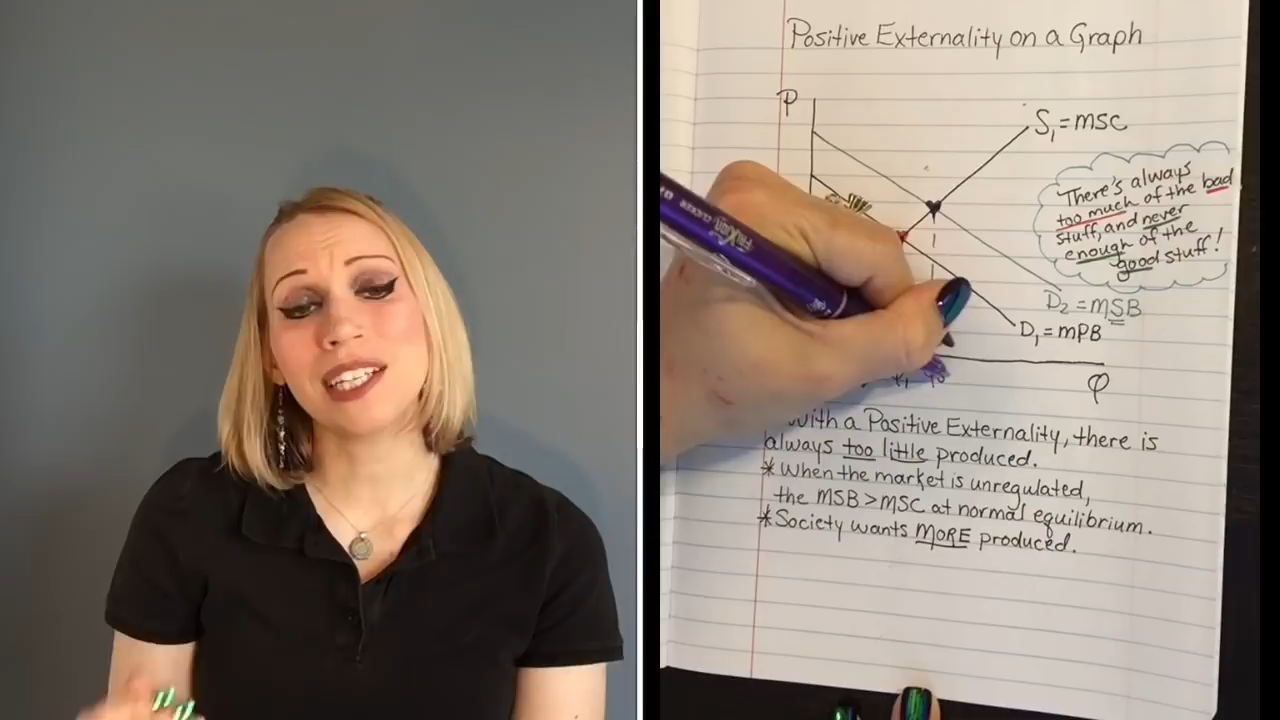 Positive Externality on a Graph
P
S₁=MSC
There's always
too much of the bad
stuff, and never
enough of the
good stuff!
D₂=MSB
D₁=MPB
Q
With a Positive Externality, there is
always too little produced.
*When the market is unregulated,
the MSB>MSC at normal equilibrium.
*Society wants MORE produced.
FriXion CLICKER